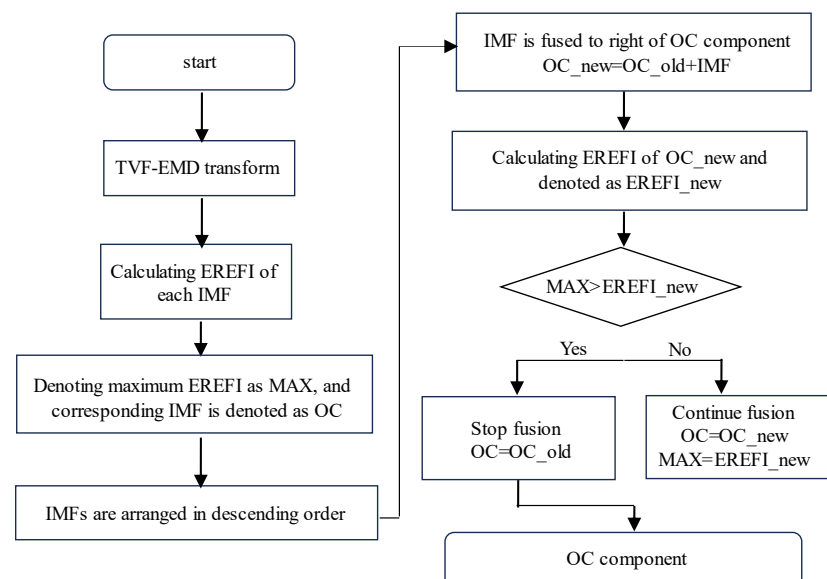 start
TVF-EMD transform
Calculating EREFI of
each IMF
Denoting maximum EREFI as MAX, and
corresponding IMF is denoted as OC
IMFs are arranged in descending order
IMF is fused to right of OC component
OC_new=OC_old+IMF
Calculating EREFI of OC_new and
denoted as EREFI_new
MAX>EREFI_new
Yes
No
Stop fusion
OC=OC_old
Continue fusion
OC=OC_new
MAX=EREFI_new
OC component